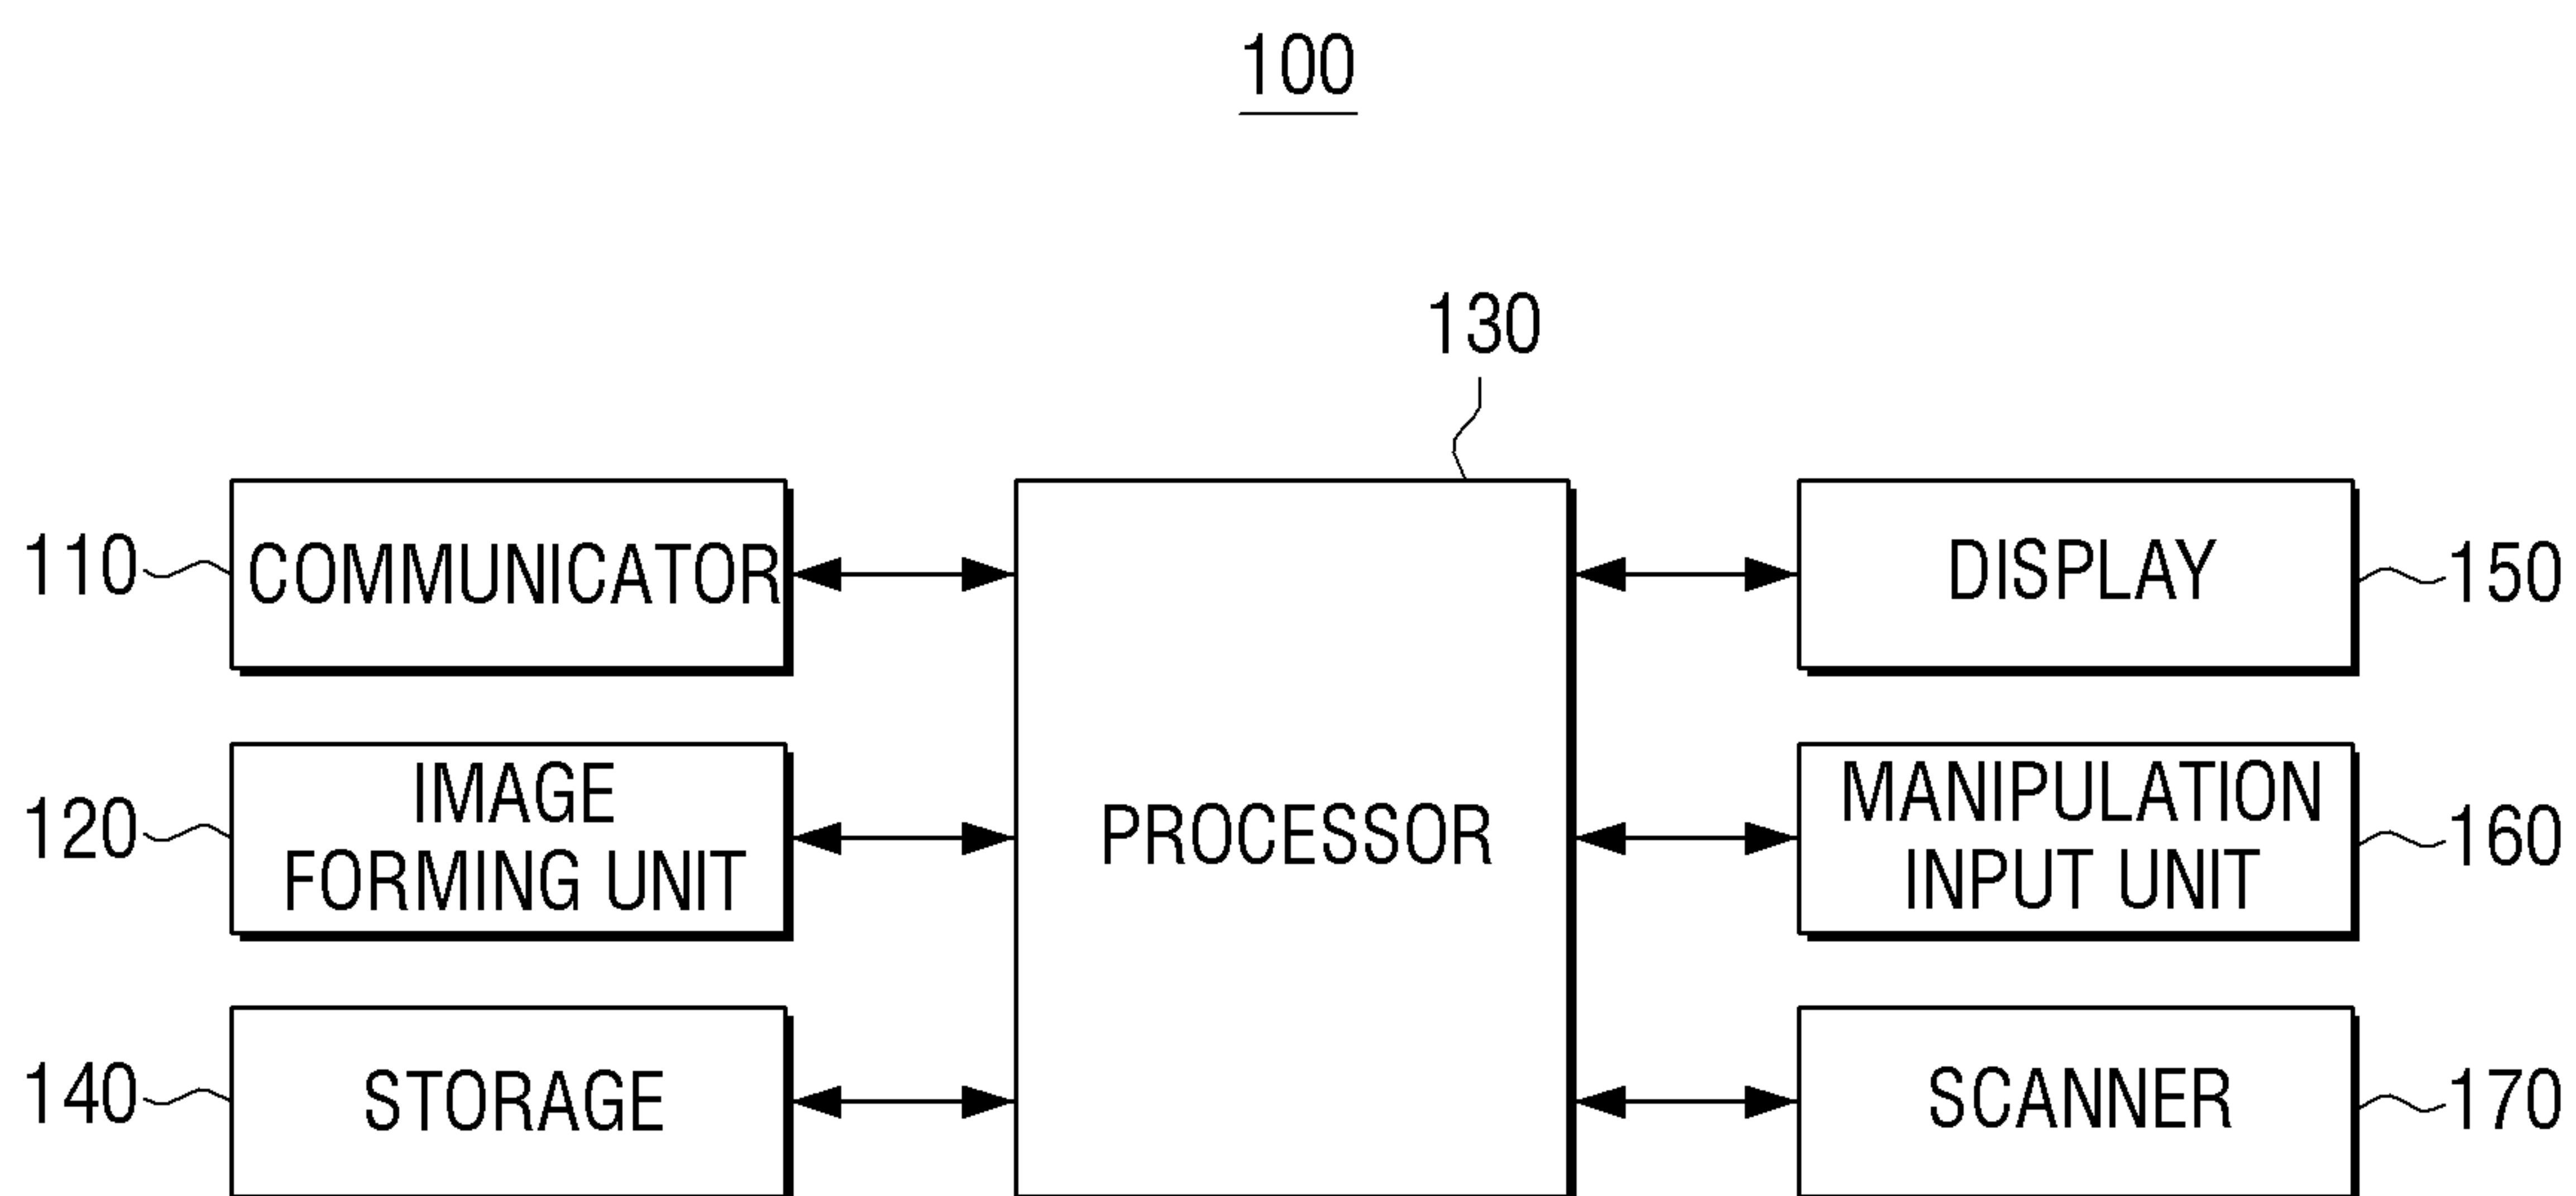 100
130
110
COMMUNICATOR
DISPLAY
150
120
IMAGE
FORMING UNIT
PROCESSOR
MANIPULATION
INPUT UNIT
160
140
STORAGE
SCANNER
170